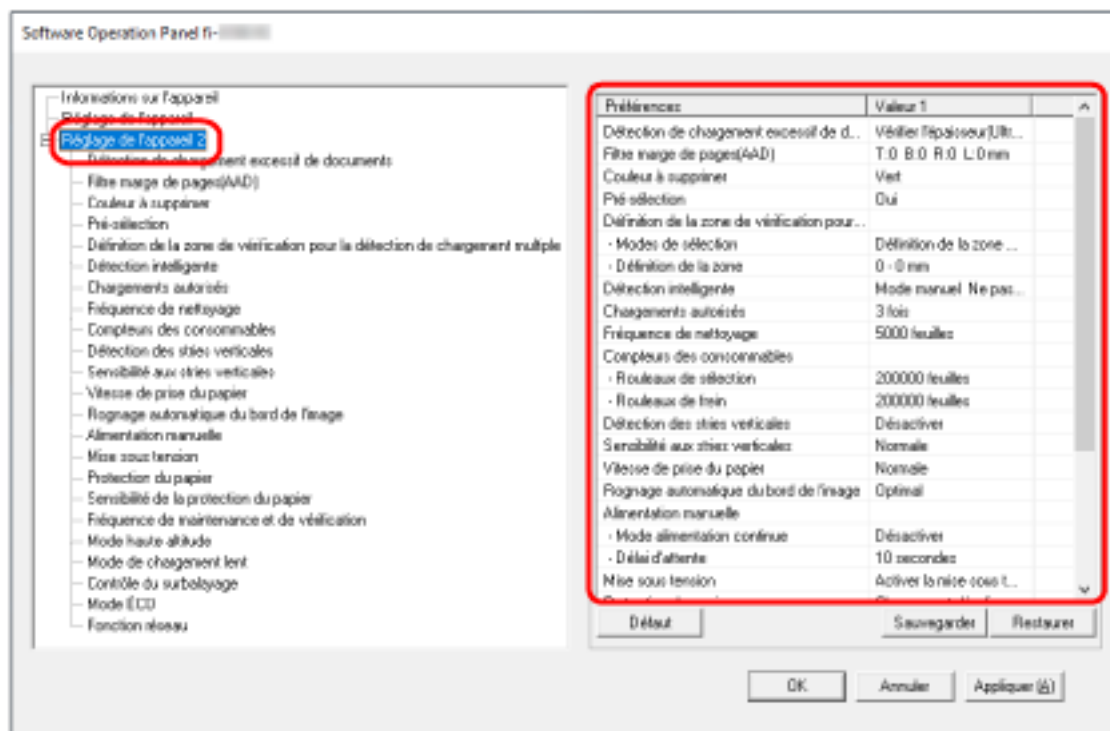 Software Operation Panel fi-
Informations sur l'appareil
Réglage de l'appareil
Réglage de l'appareil 2
Détection de chargement excessif de documents
Filtre marge de pages(AAD)
Couleur à supprimer
Pré-sélection
Définition de la zone de vérification pour la détection de chargement multiple
Détection intelligente
Chargements autorisés
Fréquence de nettoyage
Compteurs des consommables
Détection des stries verticales
Sensibilité aux stries verticales
Vitesse de prise du papier
Rognage automatique du bord de l'image
Alimentation manuelle
Mise sous tension
Protection du papier
Sensibilité de la protection du papier
Fréquence de maintenance et de vérification
Mode haute altitude
Mode de chargement lent
Contrôle du surbalayage
Mode ÉCO
Fonction réseau
Préférences Valeur 1
Détection de chargement excessif de d... Vérifier l'épaisseur(Ultr...
Filtre marge de pages(AAD) T:0 B:0 R:0 L:0 mm
Couleur à supprimer Vert
Pré-sélection Oui
Définition de la zone de vérification pour...
- Modes de sélection Définition de la zone ...
- Définition de la zone 0 - 0 mm
Détection intelligente Mode manuel Ne pas...
Chargements autorisés 3 fois
Fréquence de nettoyage 5000 feuilles
Compteurs des consommables
- Rouleaux de sélection 200000 feuilles
- Rouleaux de frein 200000 feuilles
Détection des stries verticales Désactiver
Sensibilité aux stries verticales Normale
Vitesse de prise du papier Normale
Rognage automatique du bord de l'image Optimal
Alimentation manuelle
- Mode alimentation continue Désactiver
- Délai d'attente 10 secondes
Mise sous tension Activer la mise sous t...
Défaut Sauvegarder Restaurer
OK Annuler Appliquer (A)